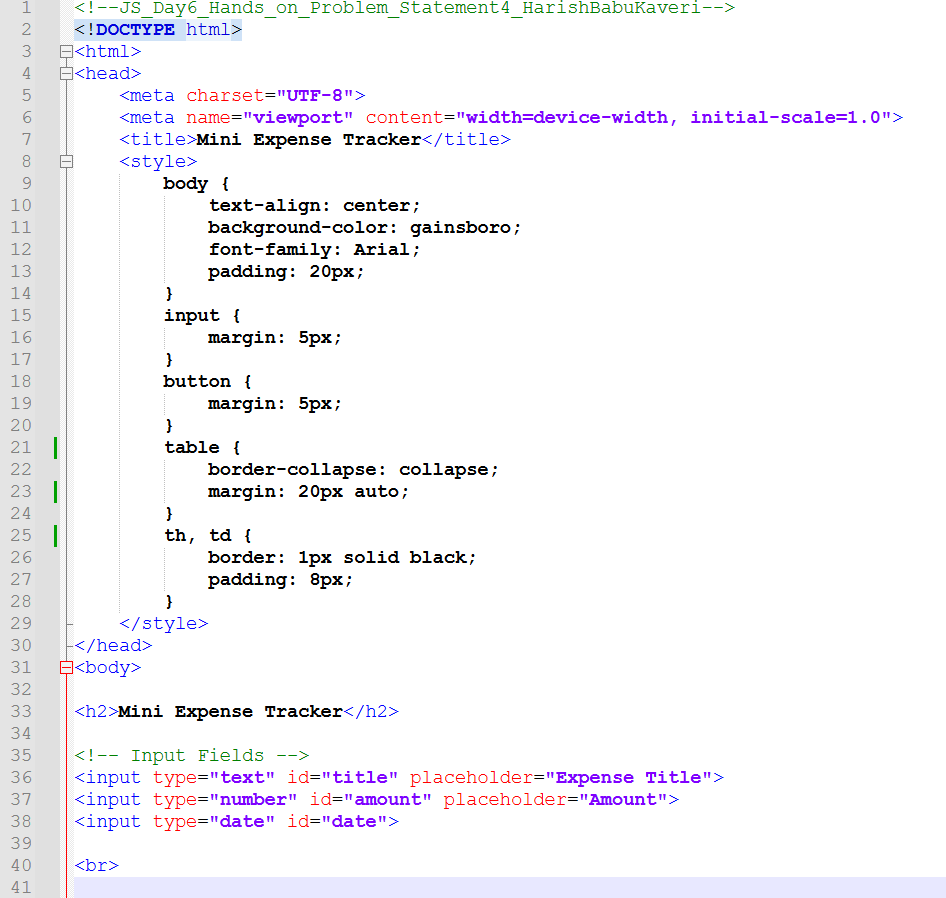 1 <!--JS_Day6_Hands_on_Problem_Statement4_HarishBabuKaveri-->
2 <!DOCTYPE html>
3 <html>
4 <head>
5     <meta charset="UTF-8">
6     <meta name="viewport" content="width=device-width, initial-scale=1.0">
7     <title>Mini Expense Tracker</title>
8     <style>
9         body {
10             text-align: center;
11             background-color: gainsboro;
12             font-family: Arial;
13             padding: 20px;
14         }
15         input {
16             margin: 5px;
17         }
18         button {
19             margin: 5px;
20         }
21         table {
22             border-collapse: collapse;
23             margin: 20px auto;
24         }
25         th, td {
26             border: 1px solid black;
27             padding: 8px;
28         }
29     </style>
30 </head>
31 <body>
32
33 <h2>Mini Expense Tracker</h2>
34
35 <!-- Input Fields -->
36 <input type="text" id="title" placeholder="Expense Title">
37 <input type="number" id="amount" placeholder="Amount">
38 <input type="date" id="date">
39
40 <br>
41